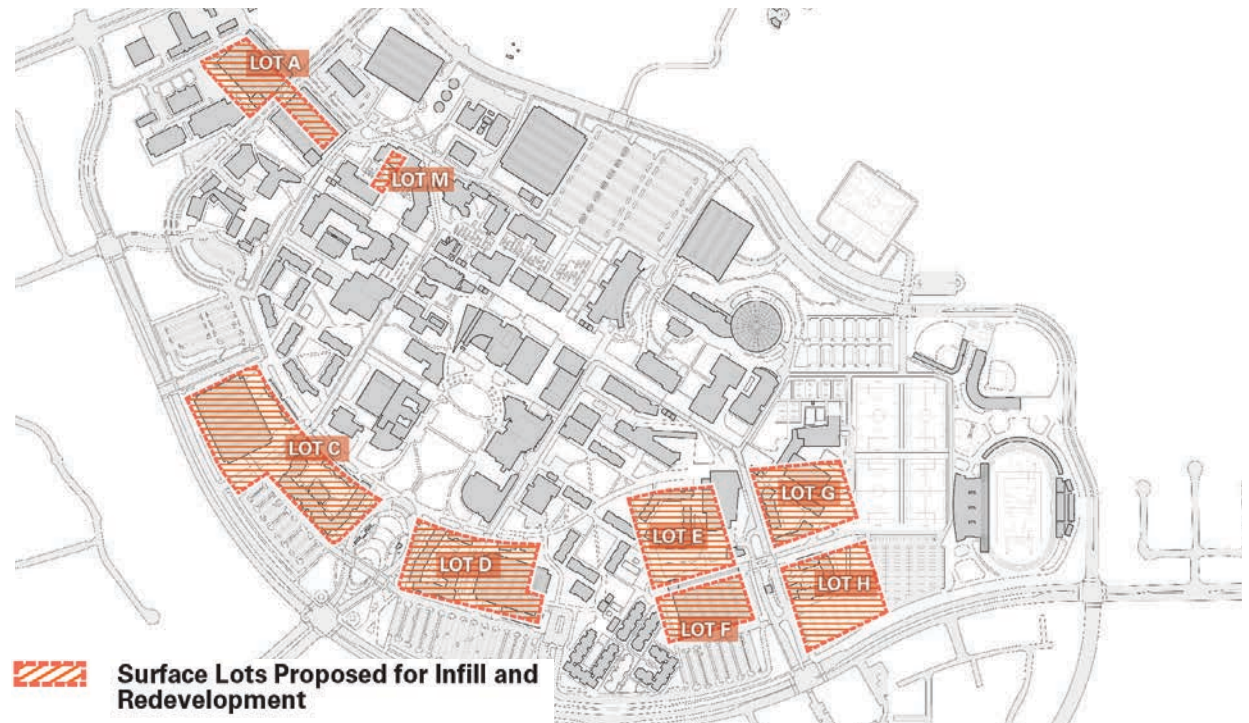 LOT A
LOT M
LOT C
LOT G
LOT E
LOT D
LOT H
LOT F
Surface Lots Proposed for Infill and
Redevelopment